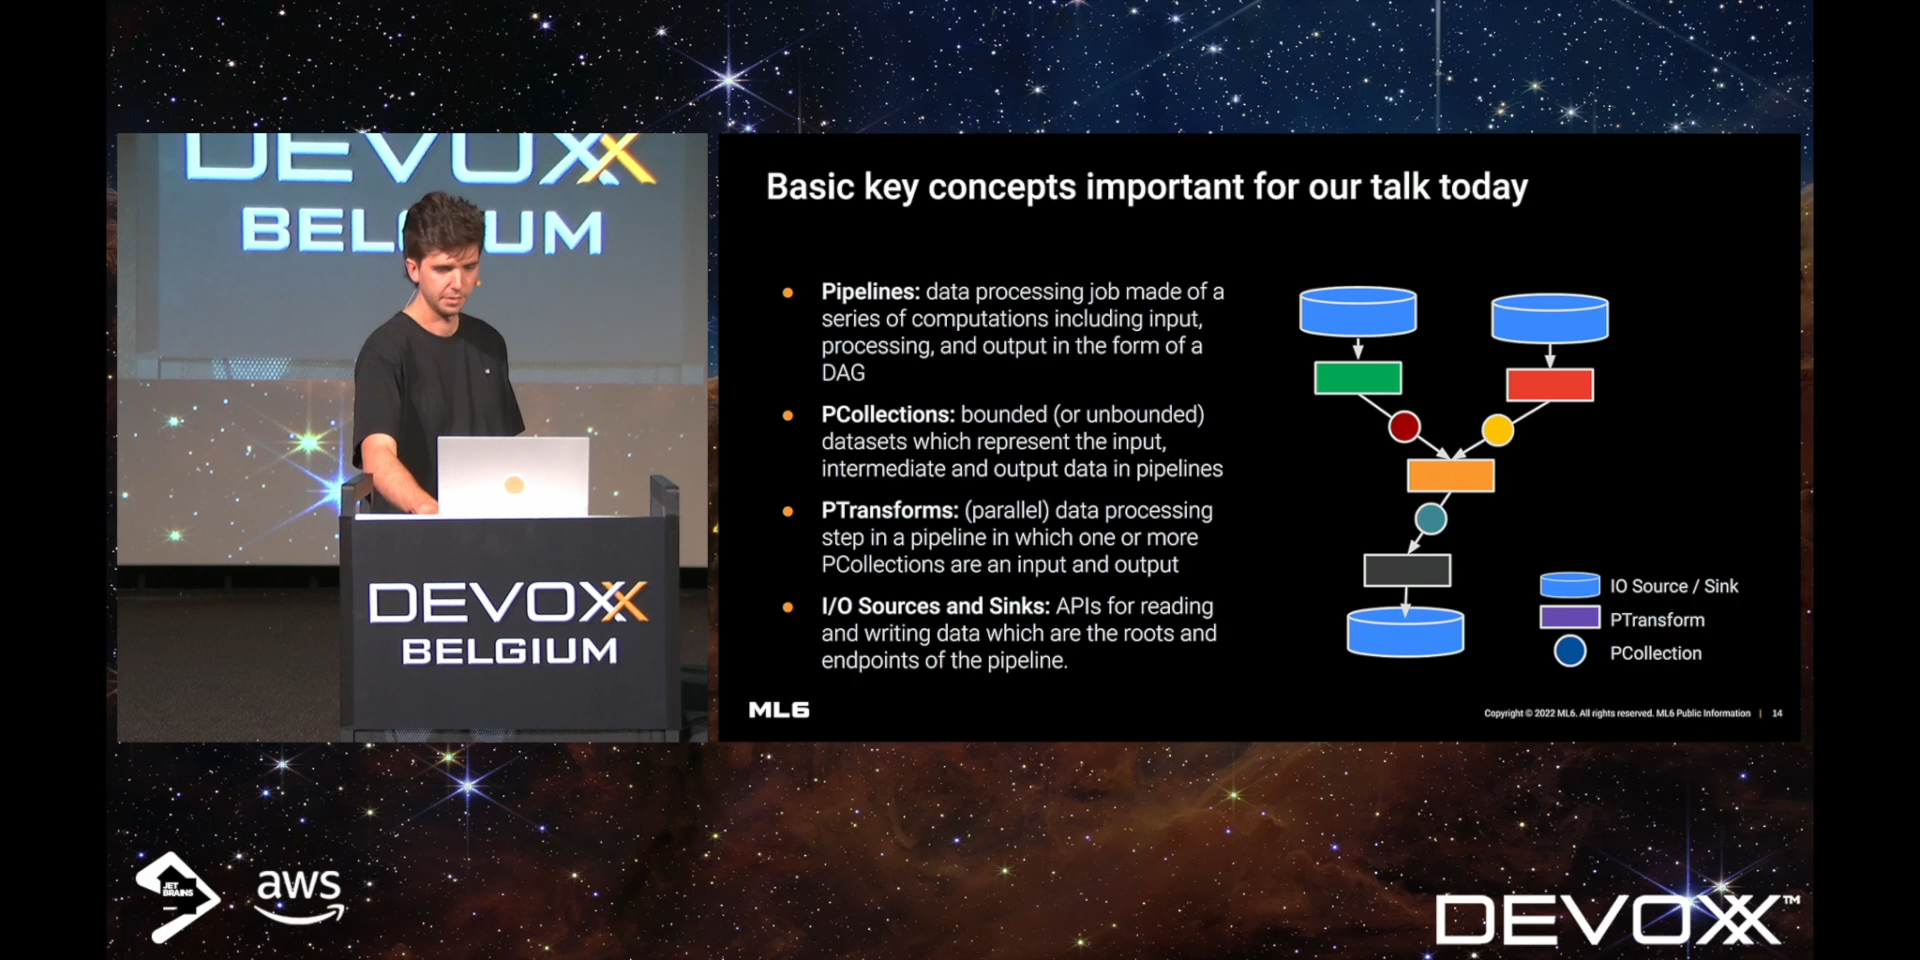 DEVOXX
BELGIUM
DEVOXX
BELGIUM
Basic key concepts important for our talk today
Pipelines: data processing job made of a
series of computations including input,
processing, and output in the form of a
DAG
PCollections: bounded (or unbounded)
datasets which represent the input,
intermediate and output data in pipelines
PTransforms: (parallel) data processing
step in a pipeline in which one or more
PCollections are an input and output
I/O Sources and Sinks: APIs for reading
and writing data which are the roots and
endpoints of the pipeline.
IO Source / Sink
PTransform
PCollection
ML6
Copyright © 2022 ML6. All rights reserved. ML6 Public Information | 14
JET
BRAINS
aws
DEVOXX™